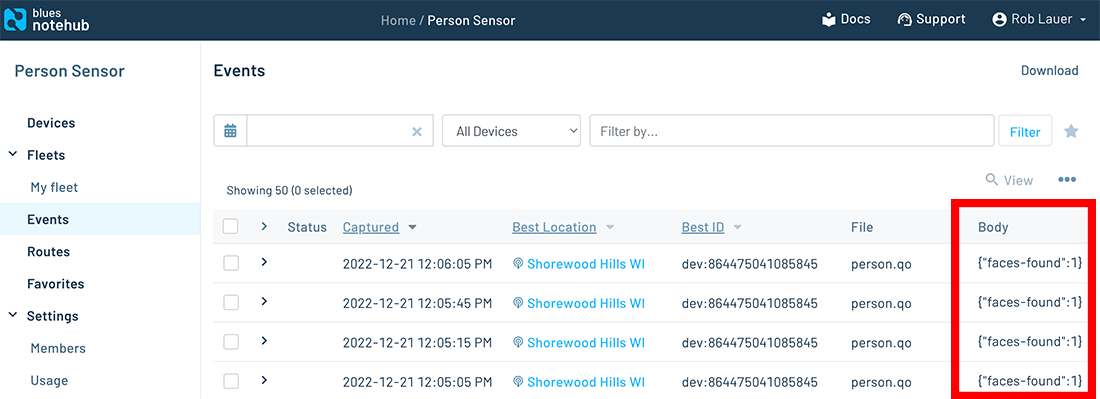 blues
notehub
Home / Person Sensor
Docs
Support
Rob Lauer
Person Sensor
Devices
Fleets
My fleet
Events
Routes
Favorites
Settings
Members
Usage
Events
Download
All Devices
Filter by...
Filter
Showing 50 (0 selected)
View
Status Captured Best Location Best ID File Body
2022-12-21 12:06:05 PM Shorewood Hills WI dev:864475041085845 person.qo {"faces-found":1}
2022-12-21 12:05:45 PM Shorewood Hills WI dev:864475041085845 person.qo {"faces-found":1}
2022-12-21 12:05:15 PM Shorewood Hills WI dev:864475041085845 person.qo {"faces-found":1}
2022-12-21 12:05:05 PM Shorewood Hills WI dev:864475041085845 person.qo {"faces-found":1}